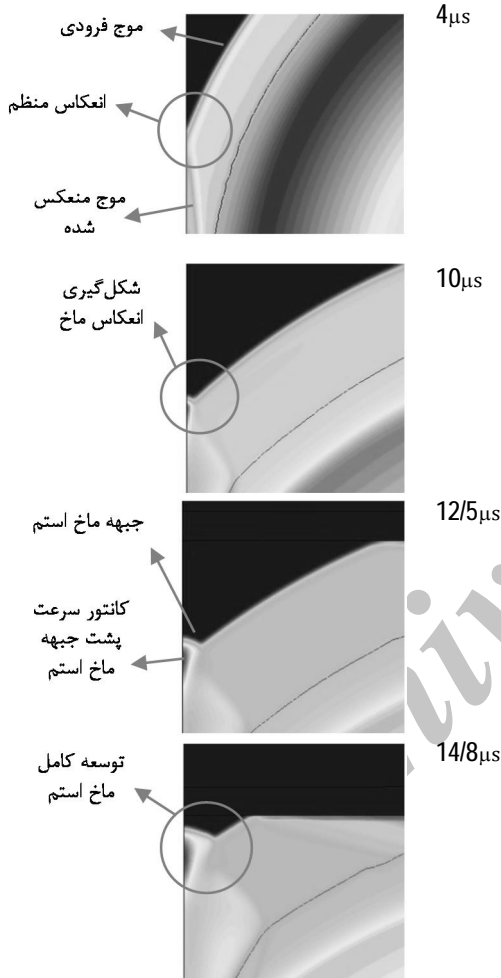 4μs
موج فرودی
انعکاس منظم
موج منعکس
شده
10μs
شکل‌گیری
انعکاس ماخ
12/5μs
جبهه ماخ استم
کانتور سرعت
پشت جبهه
ماخ استم
14/8μs
توسعه کامل
ماخ استم